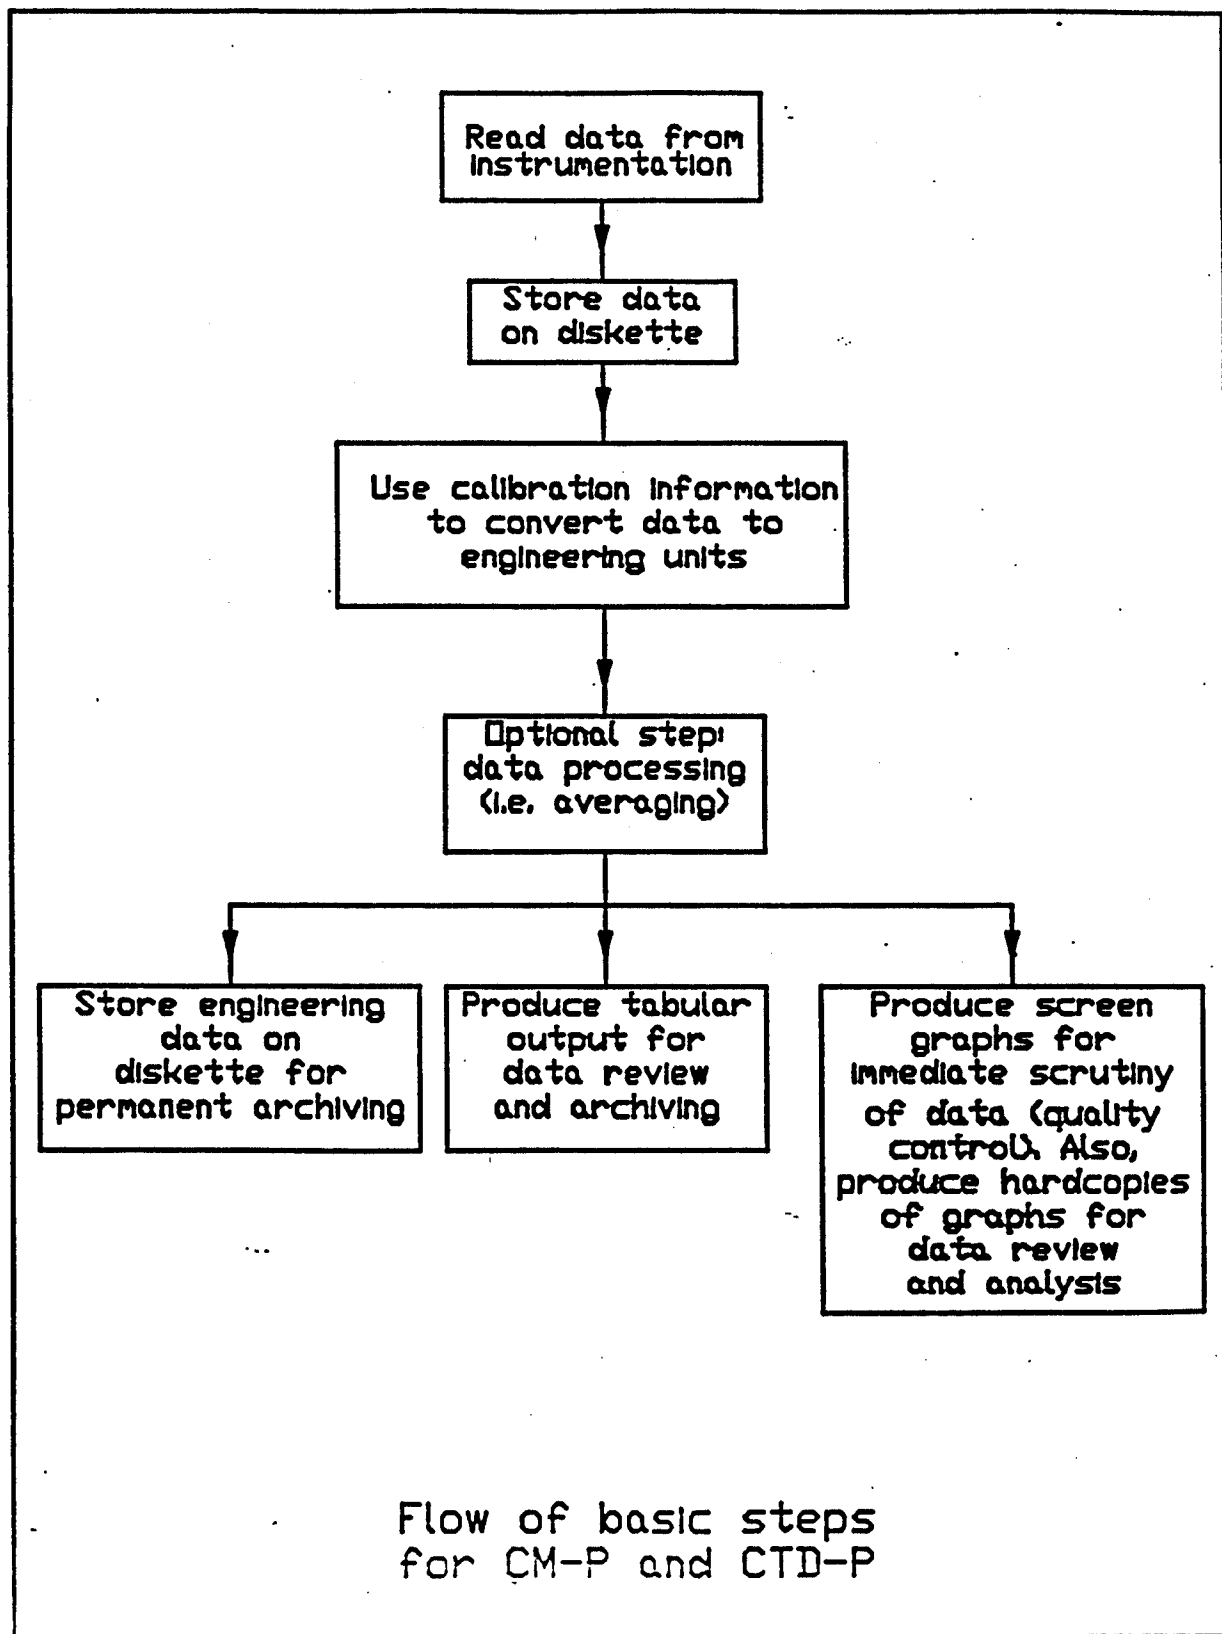 Read data from
instrumentation
Store data
on diskette
Use calibration information
to convert data to
engineering units
Optional step:
data processing
(i.e. averaging)
Store engineering
data on
diskette for
permanent archiving
Produce tabular
output for
data review
and archiving
Produce screen
graphs for
immediate scrutiny
of data (quality
control). Also,
produce hardcopies
of graphs for
data review
and analysis
Flow of basic steps
for CM-P and CTD-P